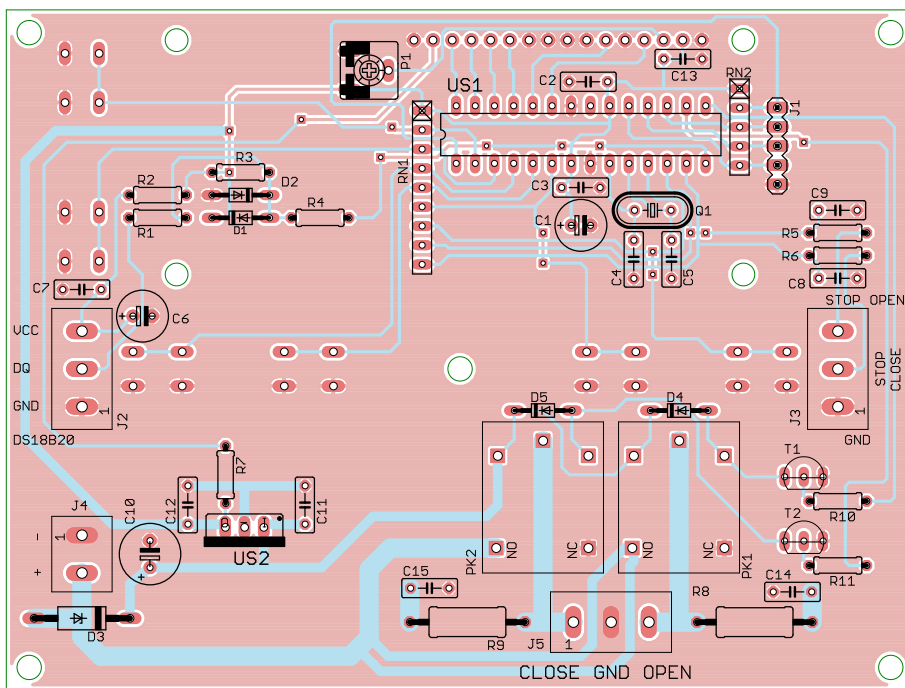 P1
C13
C2
RN2
US1
J1
R3
D2
RN1
C3
R2
R4
C9
R1
D1
C1
Q1
R5
R6
C4
C5
C8
C7
C6
STOP OPEN
VCC
DQ
STOP
CLOSE
GND
1
J2
J3
1
DS18B20
GND
D5
D4
T1
R7
J4
C10
C12
C11
R10
T2
-
1
US2
NO
NC
NO
NC
PK2
PK1
R11
+
+
C15
C14
D3
R8
R9
J5
1
CLOSE GND OPEN